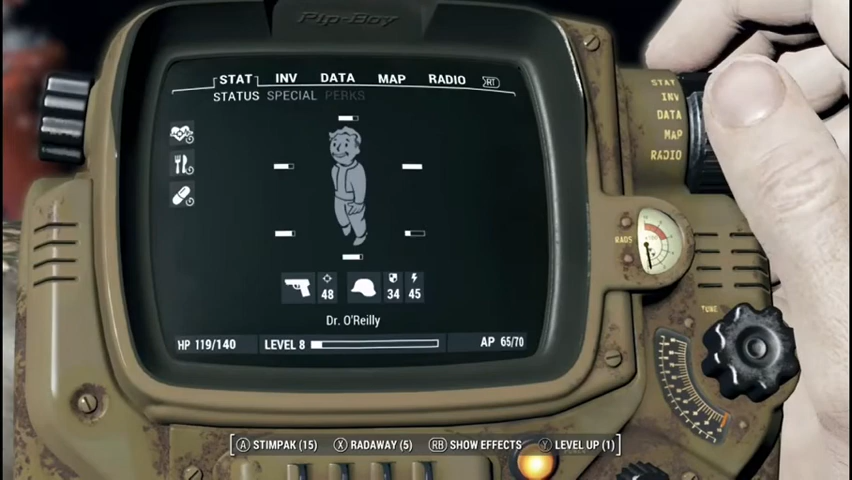 Pip-Boy
STAT INV DATA MAP RADIO RT
STATUS SPECIAL PERKS
48 34 45
Dr. O'Reilly
HP 119/140 LEVEL 8 AP 65/70
STAT
INV
DATA
MAP
RADIO
RADS
TUNE
A STIMPAK (15) X RADAWAY (5) RB SHOW EFFECTS Y LEVEL UP (1)